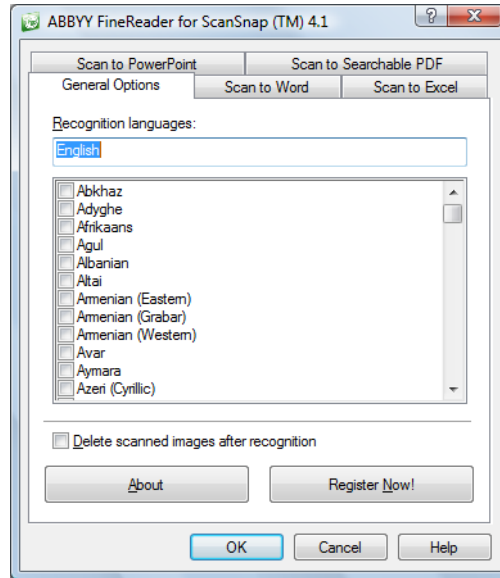 ABBYY FineReader for ScanSnap (TM) 4.1
Scan to PowerPoint Scan to Searchable PDF
General Options Scan to Word Scan to Excel
Recognition languages:
English
Abkhaz
Adyghe
Afrikaans
Agul
Albanian
Altai
Armenian (Eastern)
Armenian (Grabar)
Armenian (Western)
Avar
Aymara
Azeri (Cyrillic)
Delete scanned images after recognition
About Register Now!
OK Cancel Help